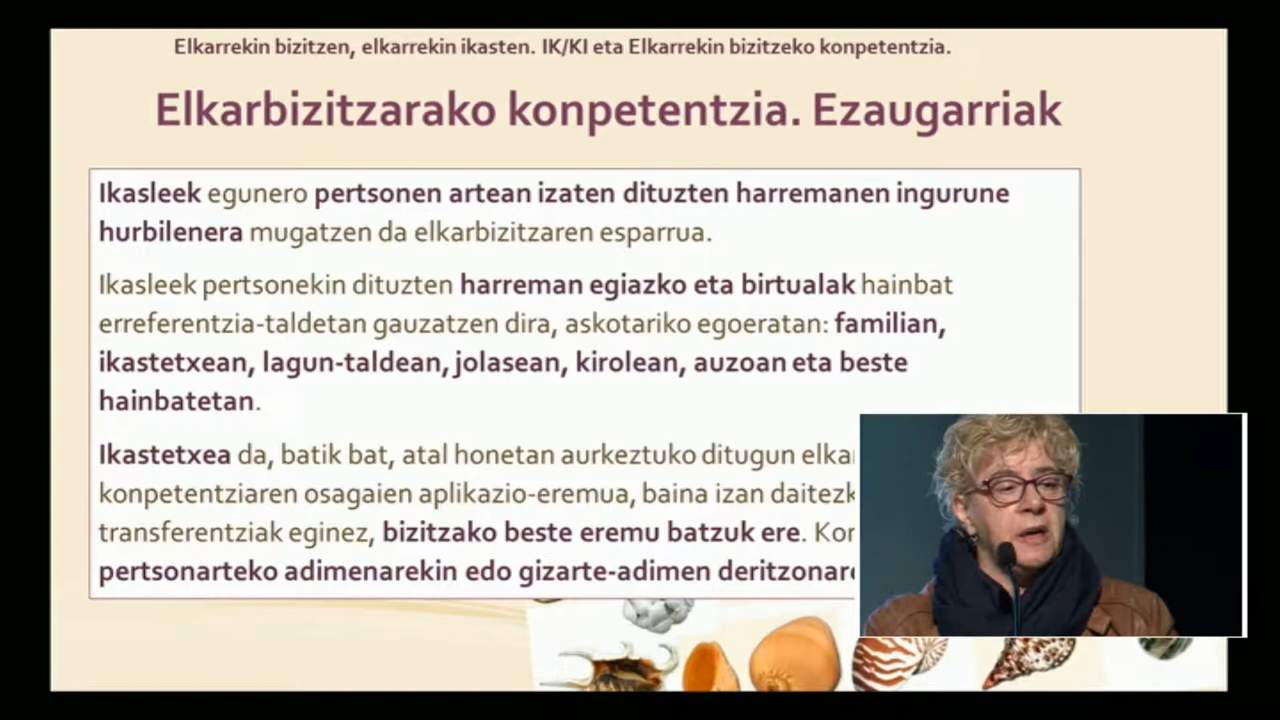 Elkarrekin bizitzen, elkarrekin ikasten. IK/KI eta Elkarrekin bizitzeko konpetentzia.
Elkarbizitzarako konpetentzia. Ezaugarriak
Ikasleek egunero pertsonen artean izaten dituzten harremanen ingurune
hurbilenera mugatzen da elkarbizitzaren esparrua.
Ikasleek pertsonekin dituzten harreman egiazko eta birtualak hainbat
erreferentzia-taldetan gauzatzen dira, askotariko egoeratan: familian,
ikastetxean, lagun-taldean, jolasean, kirolean, auzoan eta beste
hainbatetan.
Ikastetxea da, batik bat, atal honetan aurkeztuko ditugun
konpetentziaren osagaien aplikazio-eremua, baina izan
transferentziak eginez, bizitzako beste eremu batzuk ere.
pertsonarteko adimenarekin edo gizarte-adimen